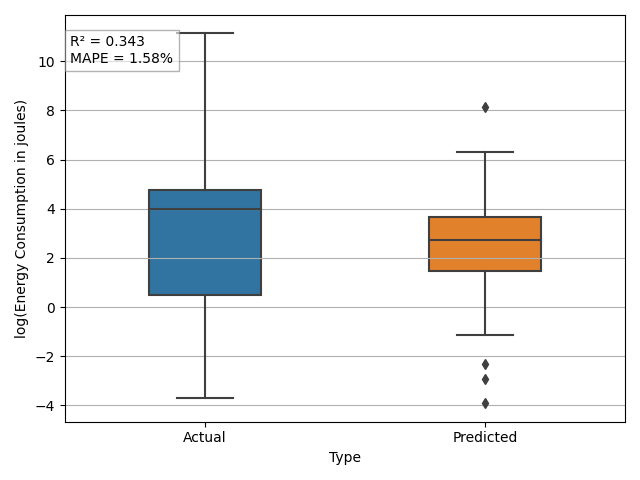 R² = 0.343
MAPE = 1.58%
10
8
6
4
2
0
−2
−4
log(Energy Consumption in joules)
Actual
Predicted
Type